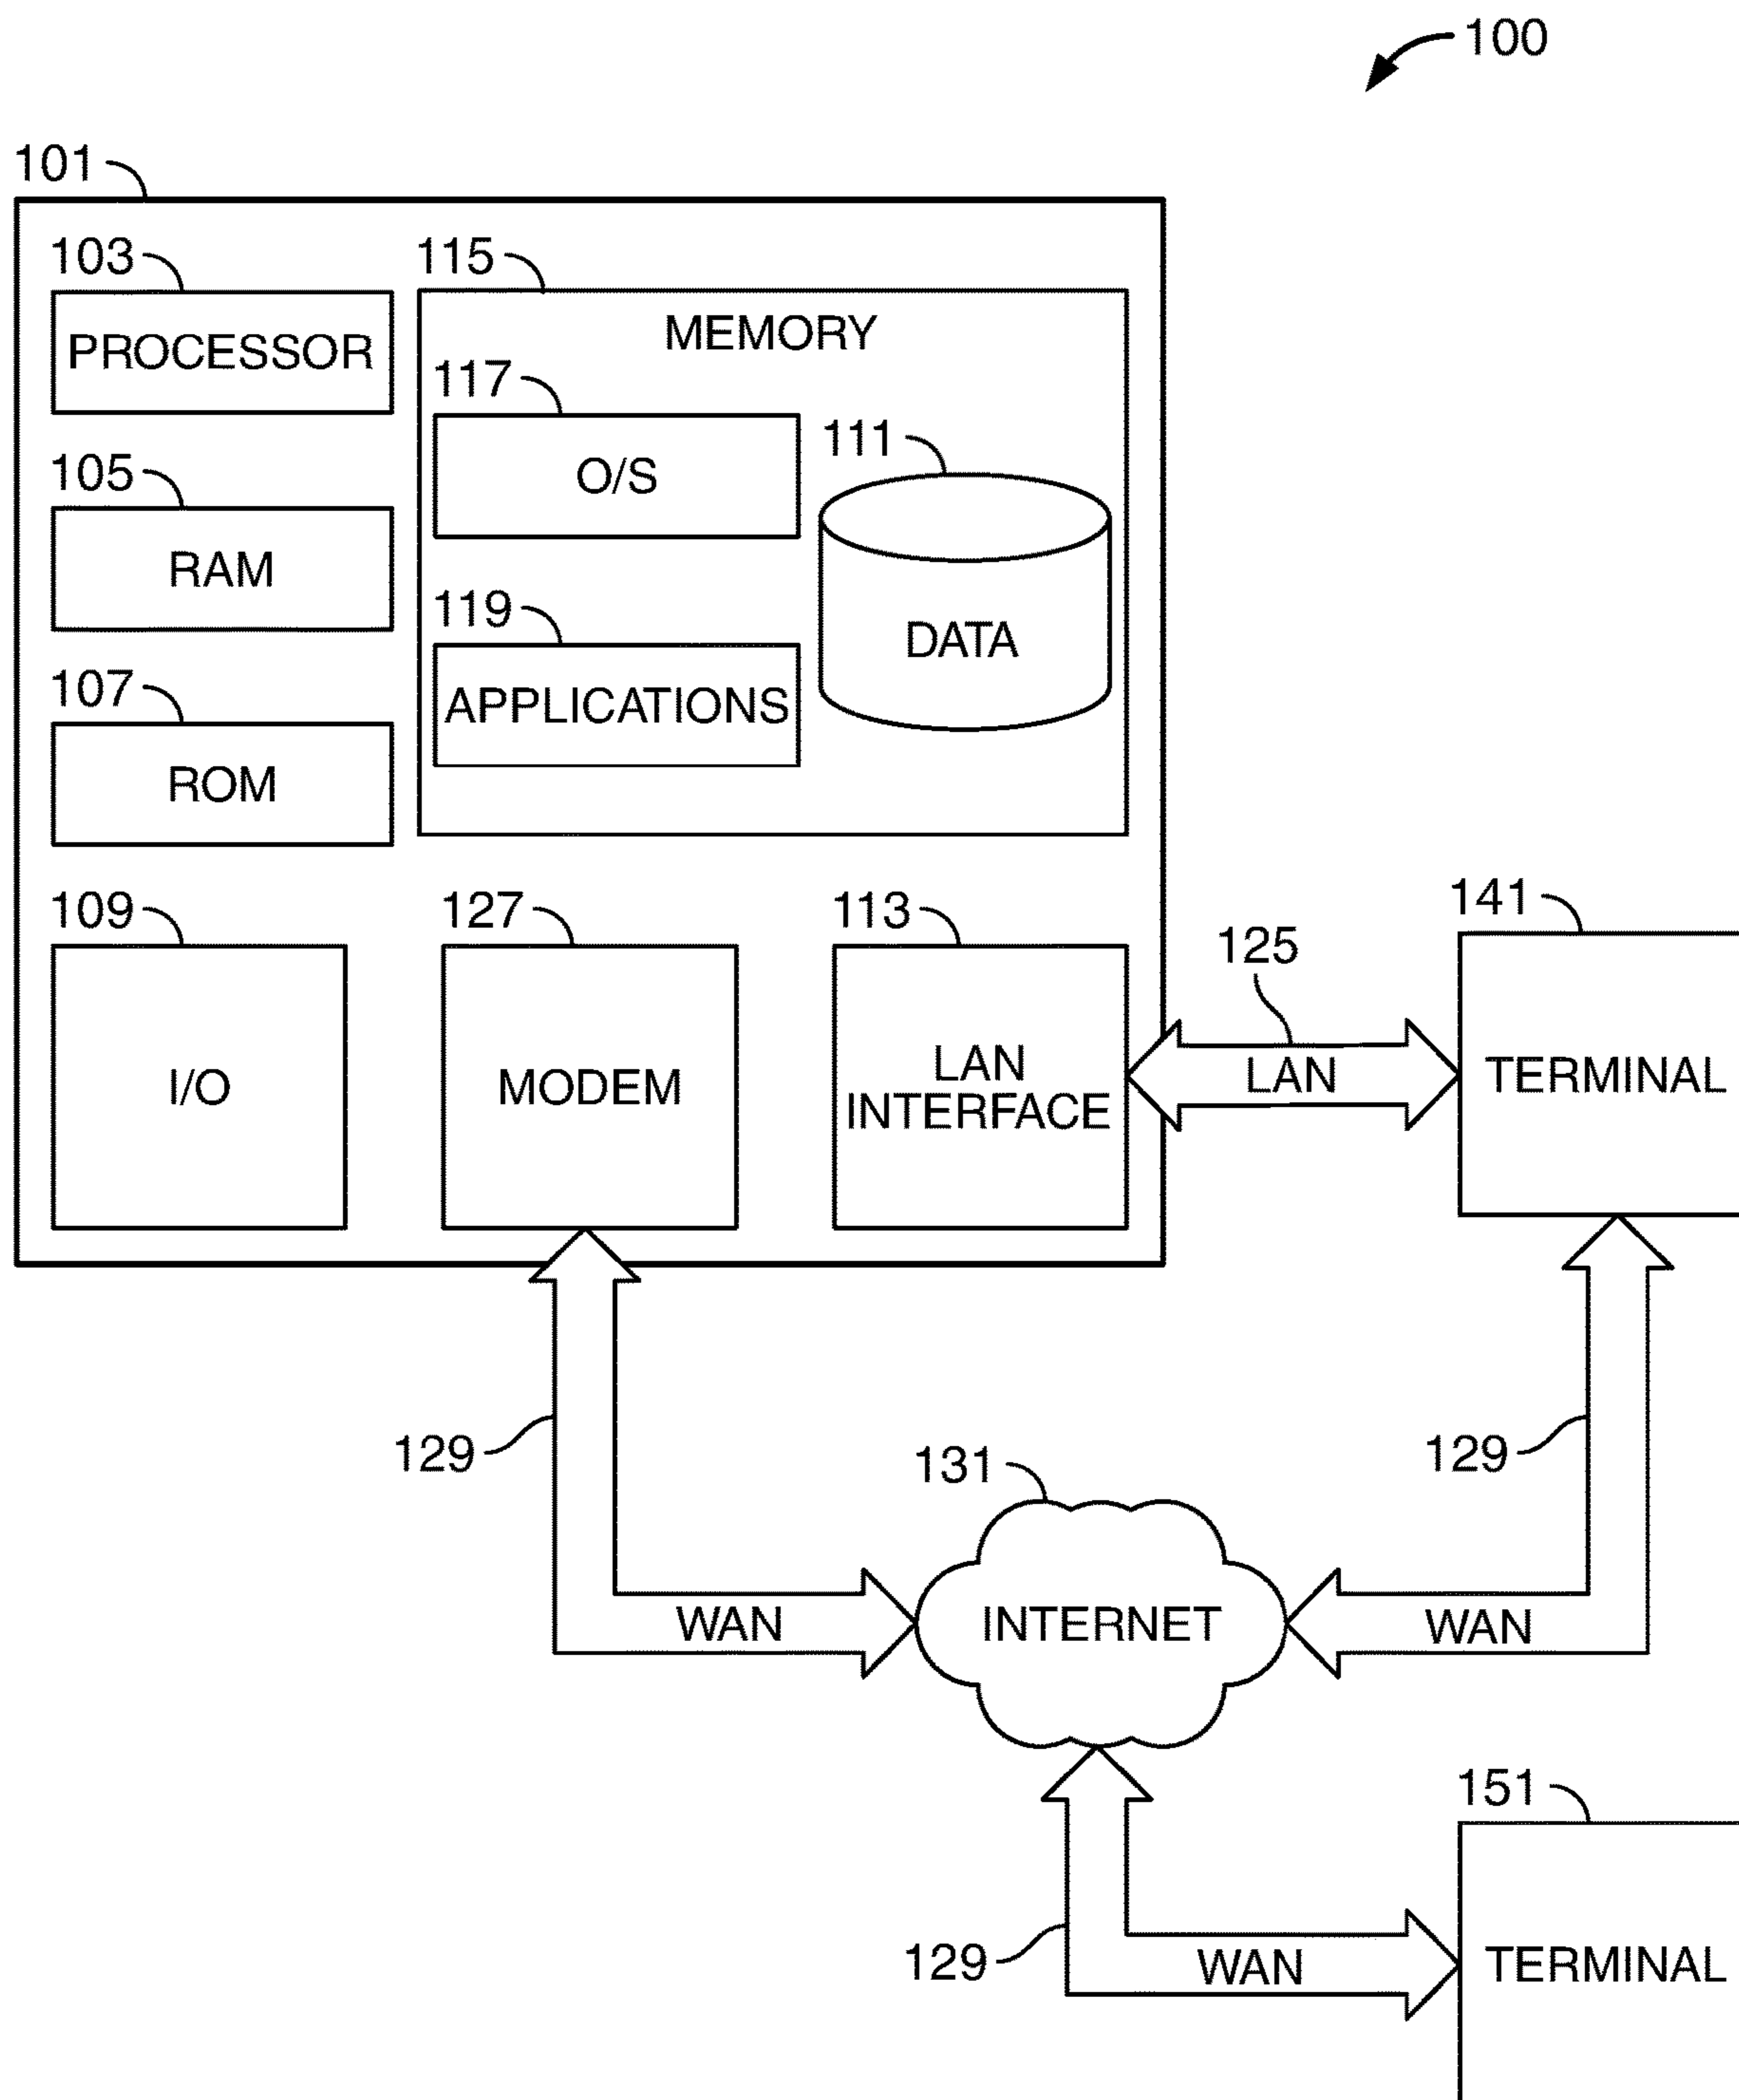 100
101
103
PROCESSOR
105
RAM
107
ROM
115
MEMORY
117
O/S
111
DATA
119
APPLICATIONS
109
I/O
127
MODEM
113
LAN
INTERFACE
125
LAN
141
TERMINAL
129
WAN
131
INTERNET
129
WAN
129
WAN
151
TERMINAL